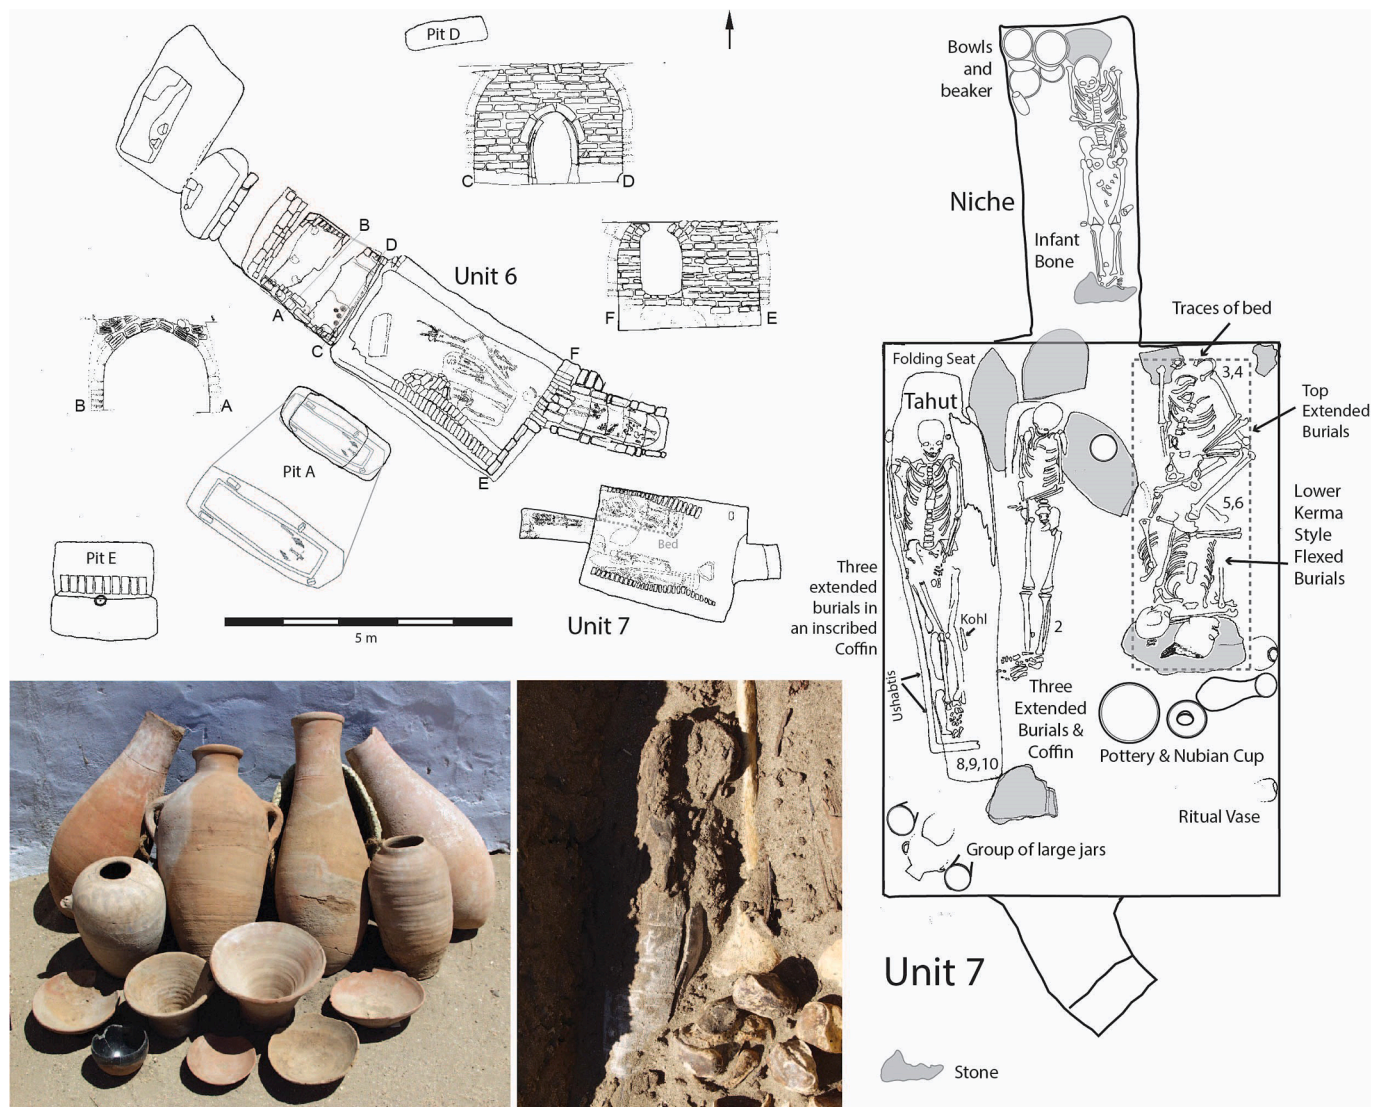 Pit D
C
D
B
D
Unit 6
A
C
F
F
E
B
A
E
Pit A
Pit E
Bed
5 m
Unit 7
Bowls
and
beaker
Niche
Infant
Bone
Traces of bed
Folding Seat
Tahut
3,4
Top
Extended
Burials
5,6
Lower
Kerma
Style
Flexed
Burials
Three
extended
burials in
an inscribed
Coffin
Kohl
2
Ushabtis
Three
Extended
Burials &
Coffin
8,9,10
Pottery & Nubian Cup
Ritual Vase
Group of large jars
Unit 7
Stone